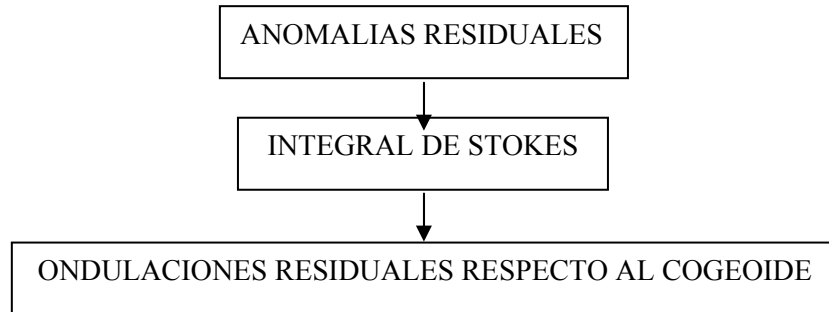 ANOMALIAS RESIDUALES
INTEGRAL DE STOKES
ONDULACIONES RESIDUALES RESPECTO AL COGEOIDE